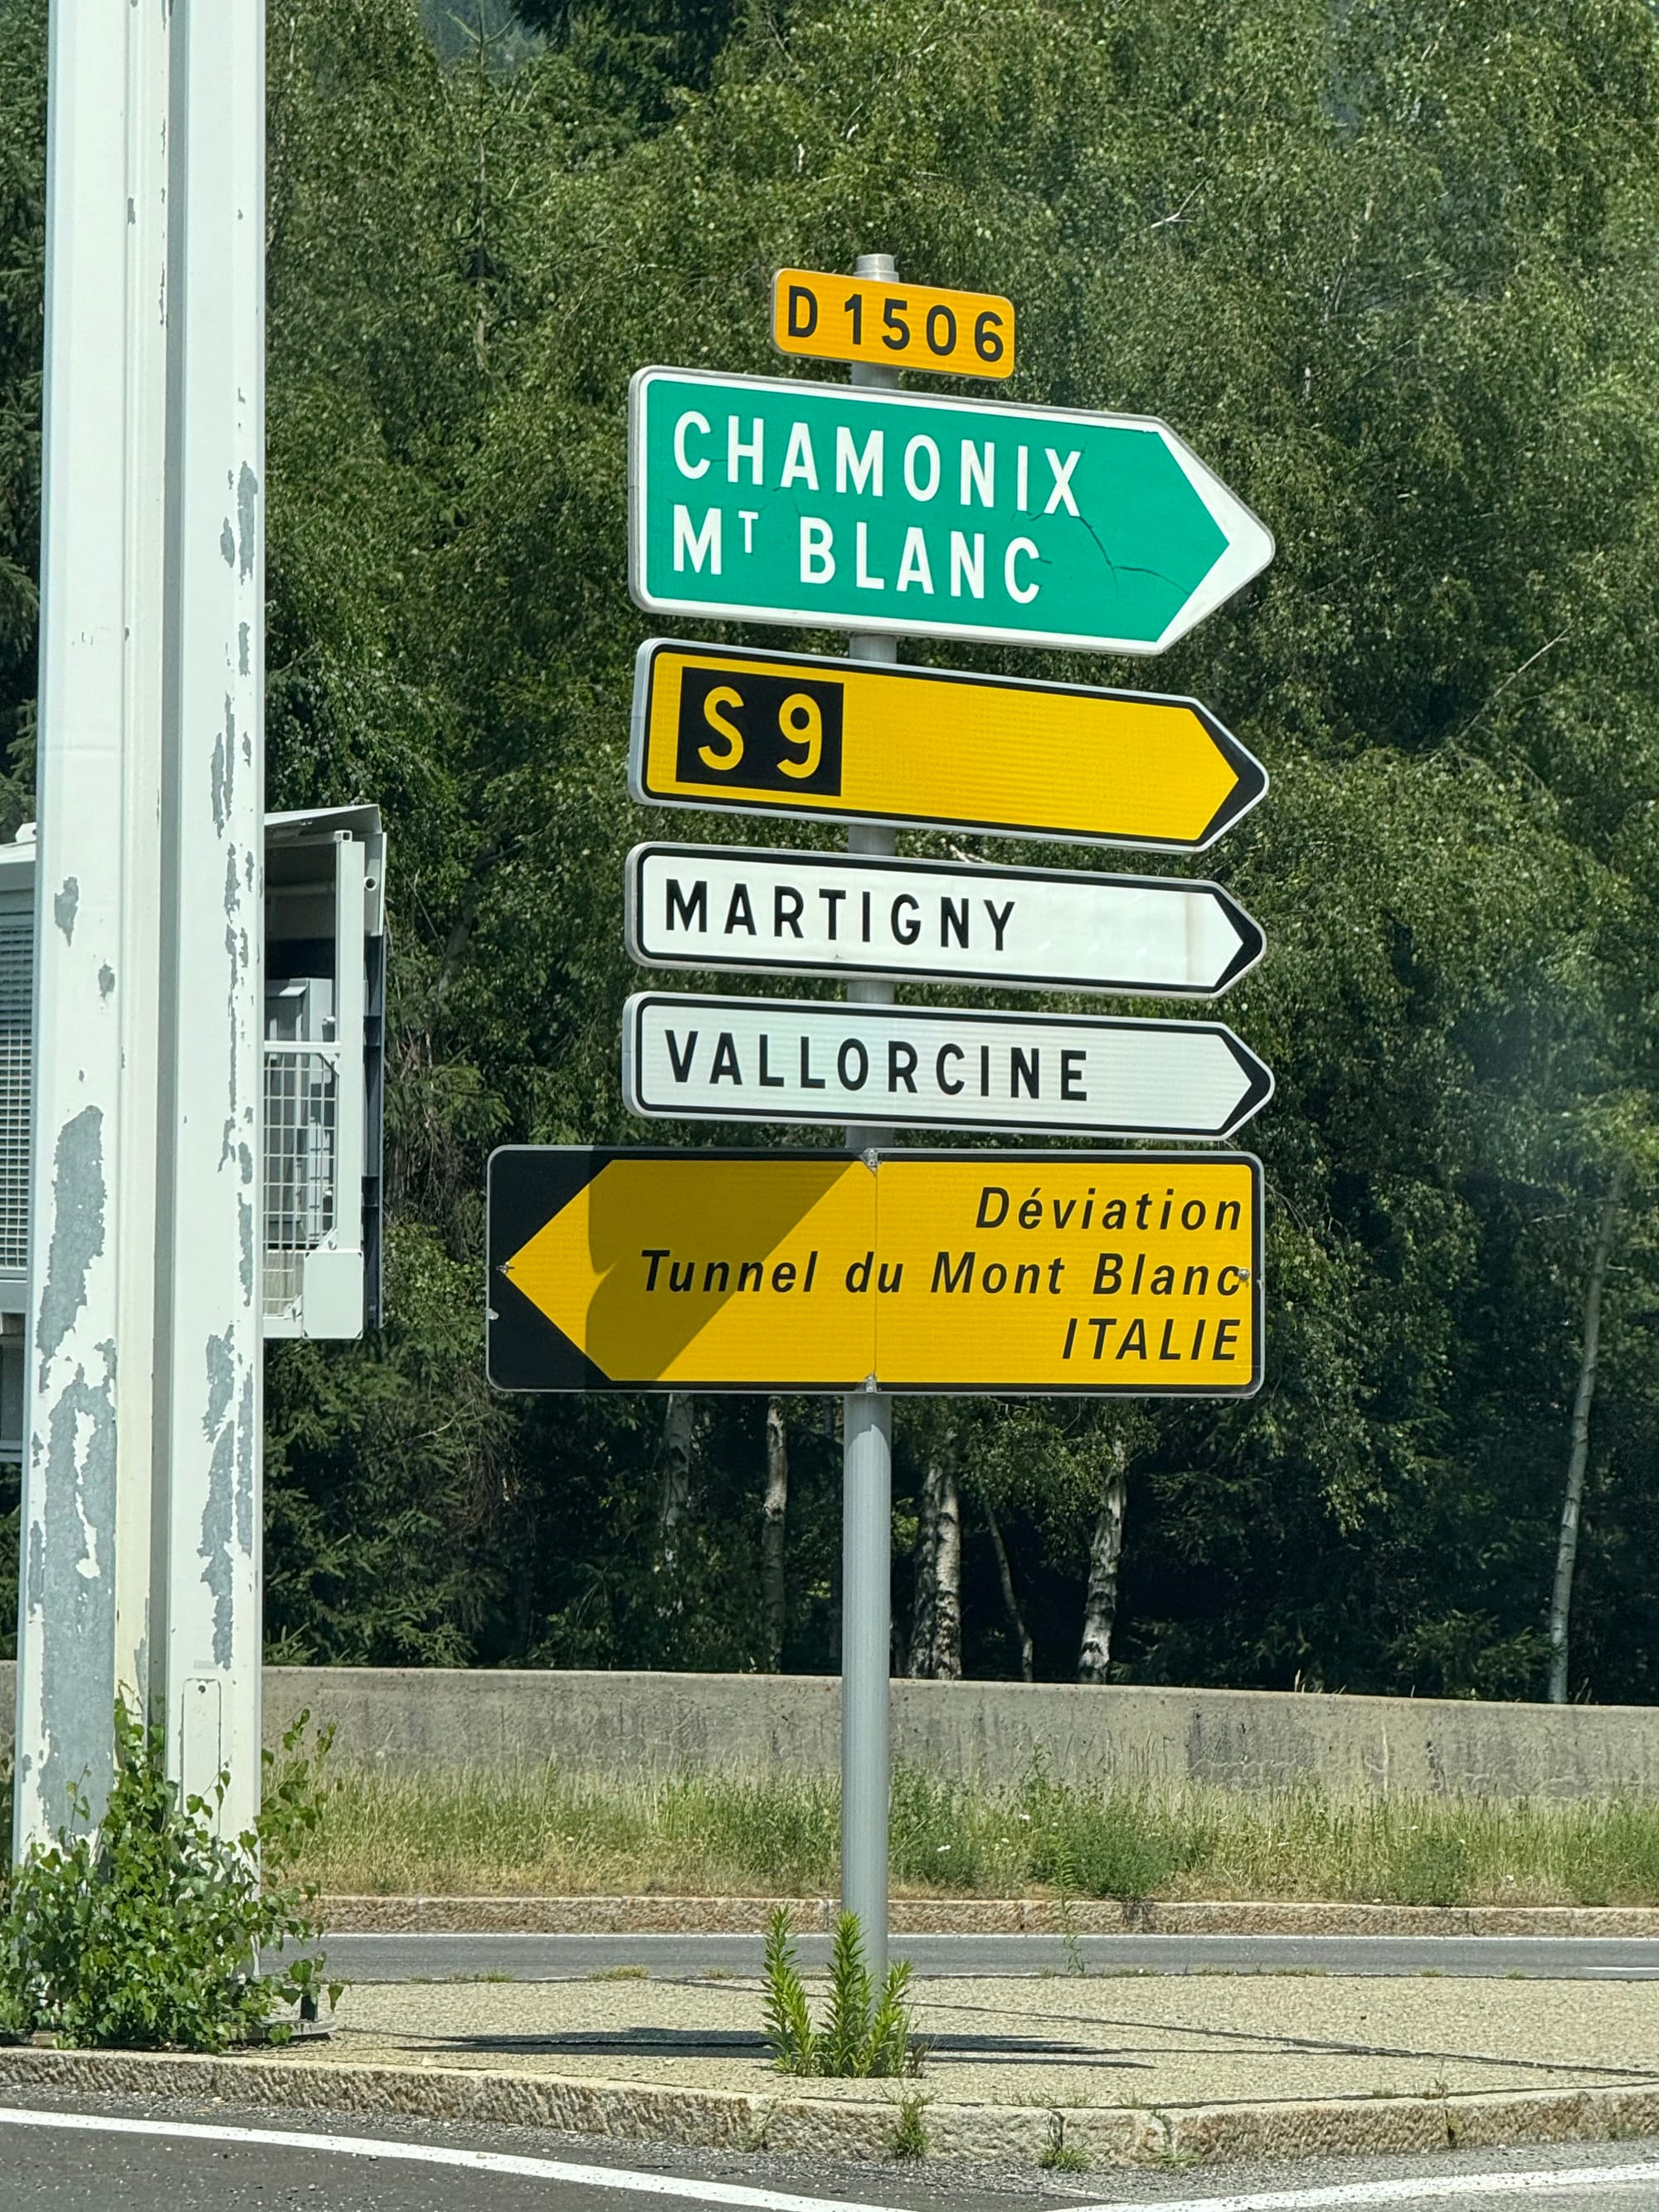 D 1506
CHAMONIX
MT BLANC
S 9
MARTIGNY
VALLORCINE
Déviation
Tunnel du Mont Blanc
ITALIE